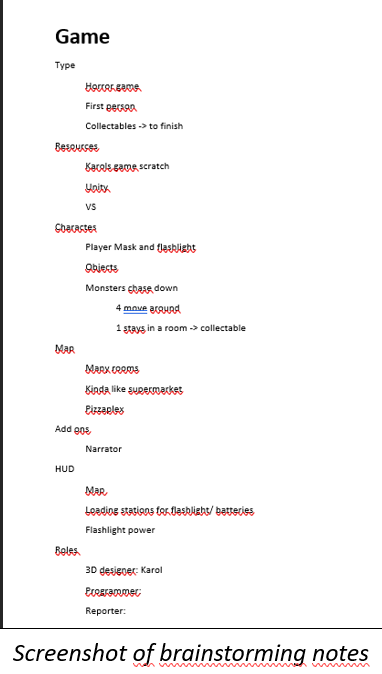 Game
Type
Horror game
First person
Collectables -> to finish
Resources
Karols game scratch
Unity
VS
Charactes
Player Mask and flashlight
Objects
Monsters chase down
4 move around
1 stays in a room -> collectable
Map
Many rooms
Kinda like supermarket
Pizzaplex
Add ons
Narrator
HUD
Map
Loading stations for flashlight/ batteries
Flashlight power
Roles
3D designer: Karol
Programmer:
Reporter:
Screenshot of brainstorming notes